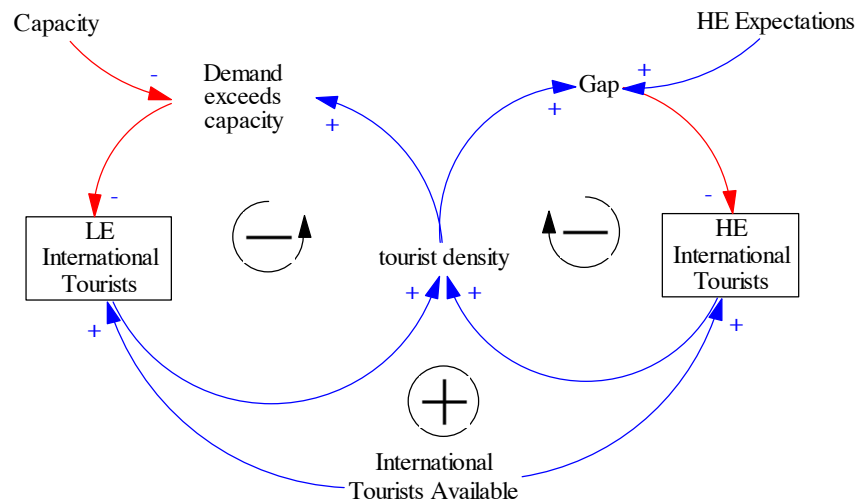 Capacity
HE Expectations
-
Demand
exceeds
capacity
+
Gap
+
+
-
LE
International
Tourists
-
HE
International
Tourists
tourist density
+
+
+
+
International
Tourists Available